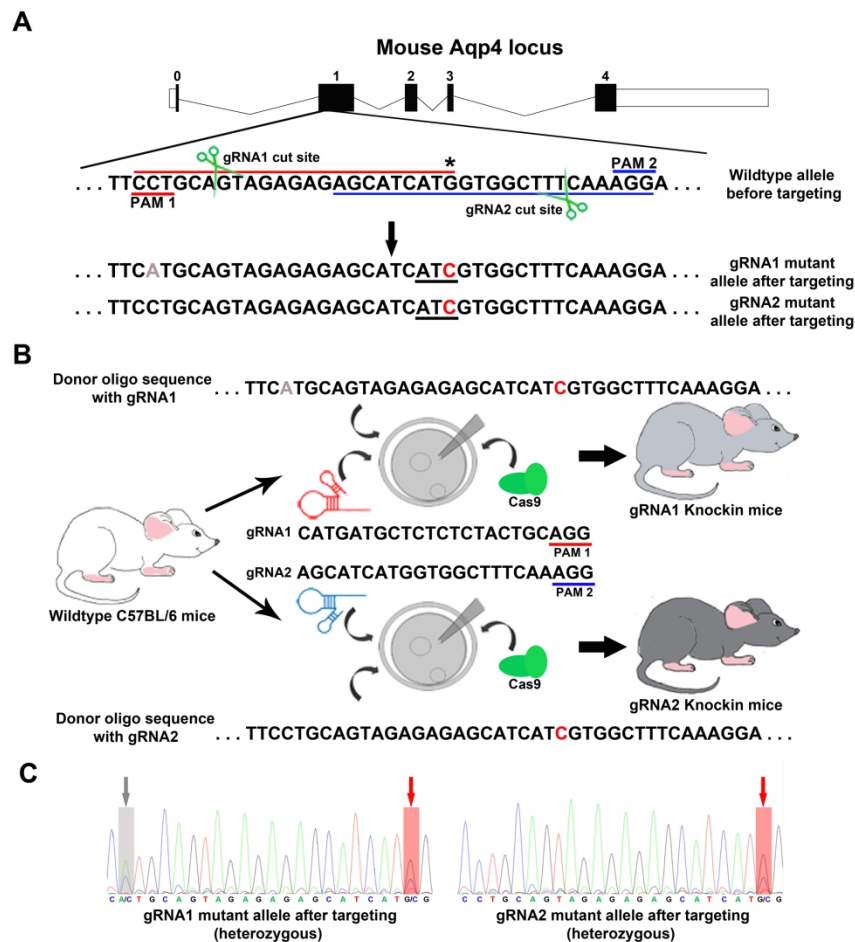 A
Mouse Aqp4 locus
0 1 2 3 4
gRNA1 cut site
*
PAM 2
. . . TTCCTGCAGTAGAGAGAGCATCATGGTGGCTTTCAAAGGA . . .
Wildtype allele
before targeting
PAM 1
gRNA2 cut site
. . . TTCATGCAGTAGAGAGAGCATCATCGTGGCTTTCAAAGGA . . .
gRNA1 mutant
allele after targeting
. . . TTCCTGCAGTAGAGAGAGCATCATCGTGGCTTTCAAAGGA . . .
gRNA2 mutant
allele after targeting
B
Donor oligo sequence
with gRNA1
. . . TTCATGCAGTAGAGAGAGCATCATCGTGGCTTTCAAAGGA . . .
Cas9
gRNA1 Knockin mice
gRNA1 CATGATGCTCTCTCTACTGCAGG
PAM 1
gRNA2 AGCATCATGGTGGCTTTCAAAGG
PAM 2
Wildtype C57BL/6 mice
Cas9
gRNA2 Knockin mice
Donor oligo sequence
with gRNA2
. . . TTCCTGCAGTAGAGAGAGCATCATCGTGGCTTTCAAAGGA . . .
C
C A/C T G C A G T A G A G A G A G C A T C A T G/C G
C C T G C A G T A G A G A G A G C A T C A T G/C G
gRNA1 mutant allele after targeting
(heterozygous)
gRNA2 mutant allele after targeting
(heterozygous)